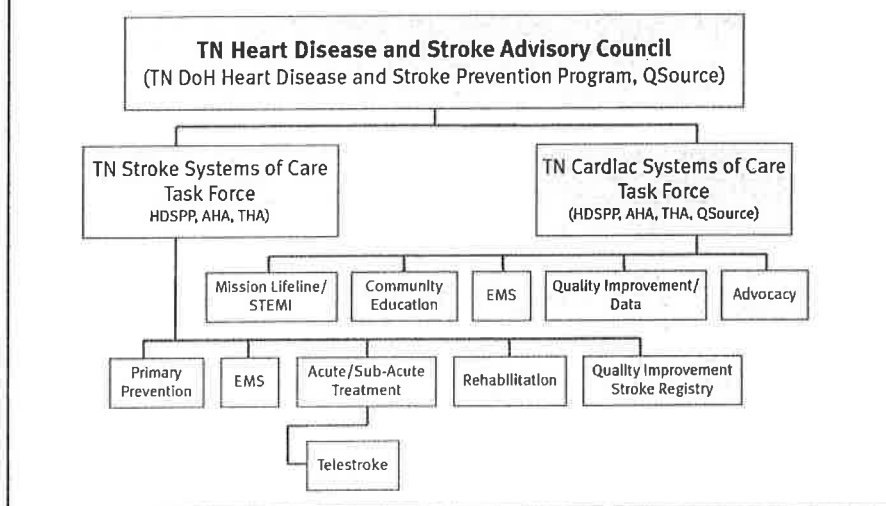 TN Heart Disease and Stroke Advisory Council
(TN DoH Heart Disease and Stroke Prevention Program, QSource)
TN Stroke Systems of Care
Task Force
HDSPP, AHA, THA)
TN Cardiac Systems of Care
Task Force
(HDSPP, AHA, THA, QSource)
Mission Lifeline/
STEMI
Community
Education
EMS
Quality Improvement/
Data
Advocacy
Primary
Prevention
EMS
Acute/Sub-Acute
Treatment
Rehabilitation
Quality Improvement
Stroke Registry
Telestroke